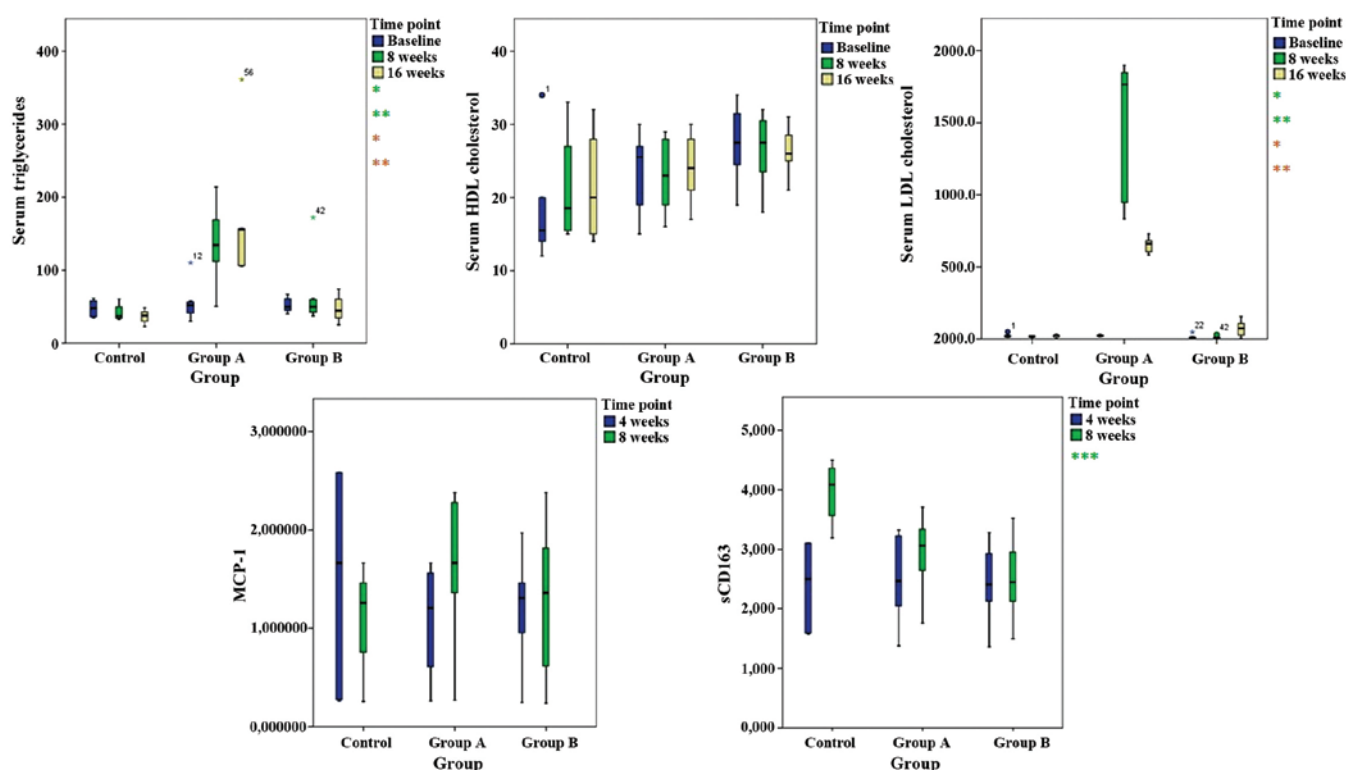 Time point
Baseline
8 weeks
16 weeks
*
**
*
**
Serum triglycerides
400
300
200
100
0
12
56
42
Control
Group A
Group B
Group
Time point
Baseline
8 weeks
16 weeks
Serum HDL cholesterol
40
30
20
10
0
1
Control
Group A
Group B
Group
Time point
Baseline
8 weeks
16 weeks
*
**
*
**
Serum LDL cholesterol
2000.0
1500.0
1000.0
500.0
2000.0
1
22
42
Control
Group A
Group B
Group
Time point
4 weeks
8 weeks
MCP-1
3,000000
2,000000
1,000000
0,000000
Control
Group A
Group B
Group
Time point
4 weeks
8 weeks
***
sCD163
5,000
4,000
3,000
2,000
1,000
0,000
Control
Group A
Group B
Group